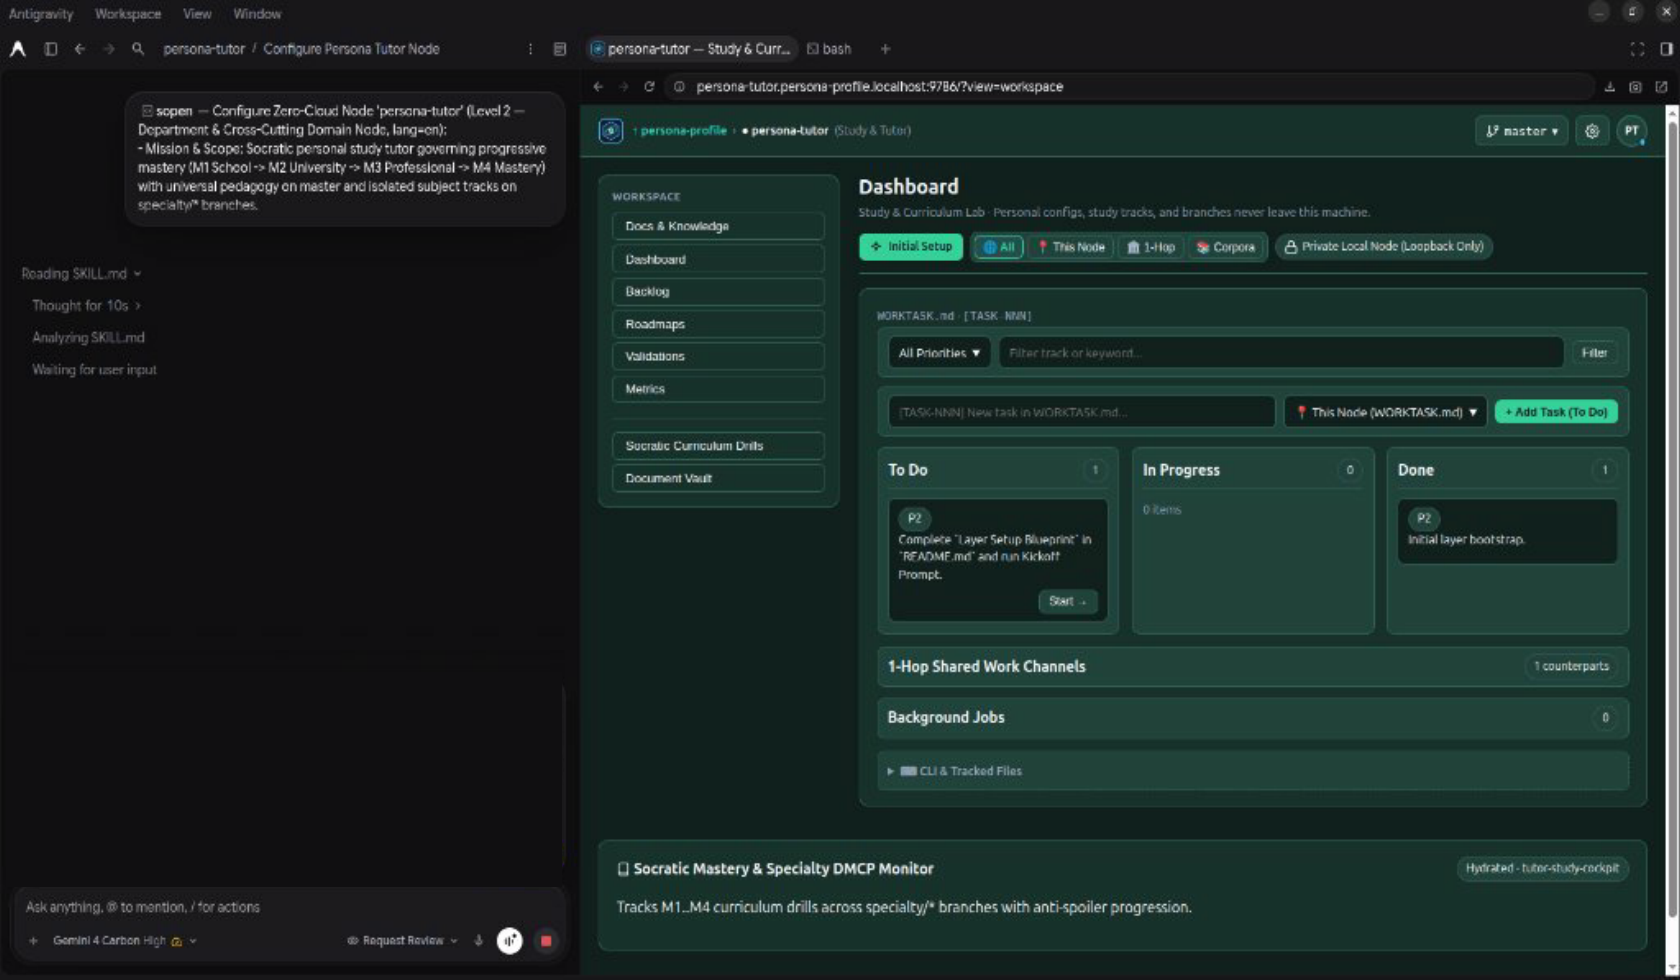 Antigravity Workspace View Window
persona-tutor / Configure Persona Tutor Node
persona-tutor — Study & Curr...
bash
persona-tutor.persona-profile.localhost:9786/?view=workspace
sopen — Configure Zero-Cloud Node 'persona-tutor' (Level 2 —
Department & Cross-Cutting Domain Node, lang=en):
- Mission & Scope: Socratic personal study tutor governing progressive
mastery (M1 School -> M2 University -> M3 Professional -> M4 Mastery)
with universal pedagogy on master and isolated subject tracks on
specialty/* branches.
Reading SKILL.md
Thought for 10s
Analyzing SKILL.md
Waiting for user input
Ask anything, @ to mention, / for actions
Gemini 4 Carbon High
Request Review
↑ persona-profile › • persona-tutor (Study & Tutor)
master ▾
PT
WORKSPACE
Docs & Knowledge
Dashboard
Backlog
Roadmaps
Validations
Metrics
Socratic Curriculum Drills
Document Vault
Dashboard
Study & Curriculum Lab · Personal configs, study tracks, and branches never leave this machine.
Initial Setup
All
This Node
1-Hop
Corpora
Private Local Node (Loopback Only)
WORKTASK.md · [TASK-NNN]
All Priorities ▼
Filter track or keyword...
Filter
[TASK-NNN] New task in WORKTASK.md...
This Node (WORKTASK.md) ▼
+ Add Task (To Do)
To Do 1
P2
Complete `Layer Setup Blueprint` in
`README.md` and run Kickoff
Prompt.
Start →
In Progress 0
0 items
Done 1
P2
Initial layer bootstrap.
1-Hop Shared Work Channels
1 counterparts
Background Jobs
0
CLI & Tracked Files
Socratic Mastery & Specialty DMCP Monitor
Hydrated · tutor-study-cockpit
Tracks M1..M4 curriculum drills across specialty/* branches with anti-spoiler progression.